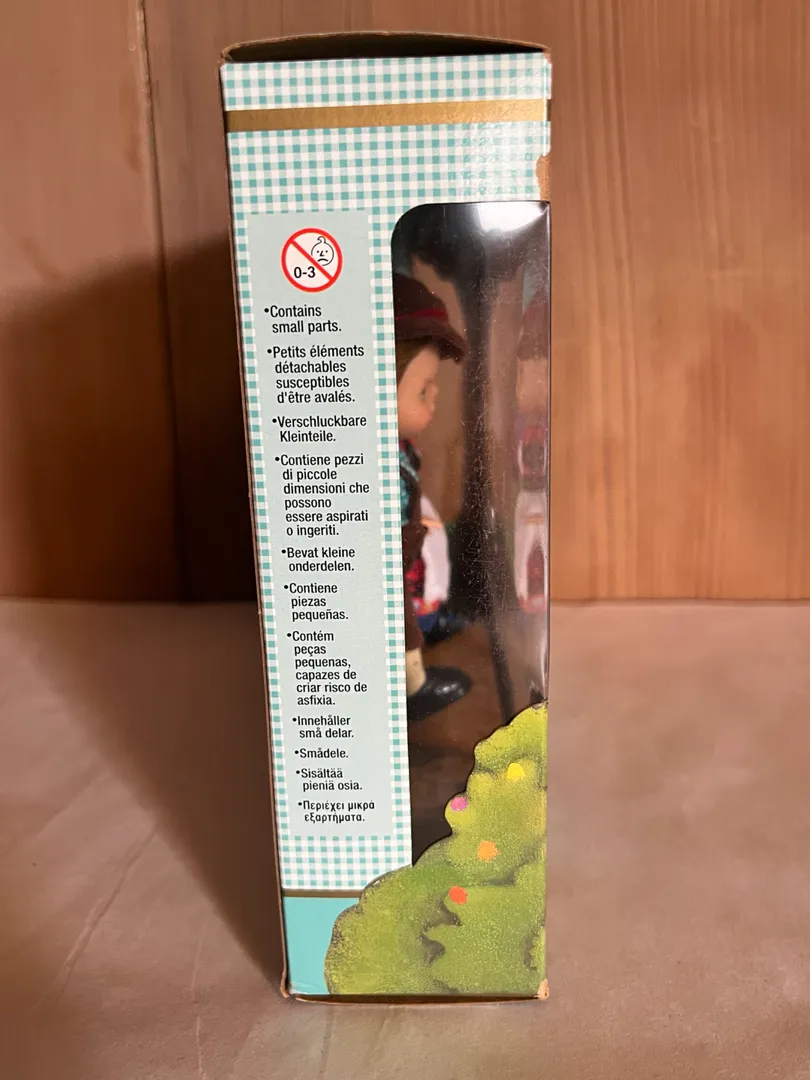 0-3
•Contains
small parts.
•Petits éléments
détachables
susceptibles
d'être avalés.
•Verschluckbare
Kleinteile.
•Contiene pezzi
di piccole
dimensioni che
possono
essere aspirati
o ingeriti.
•Bevat kleine
onderdelen.
•Contiene
piezas
pequeñas.
•Contém
peças
pequenas,
capazes de
criar risco de
asfixia.
•Innehåller
små delar.
•Smådele.
•Sisältää
pieniä osia.
•Περιέχει μικρά
εξαρτήματα.